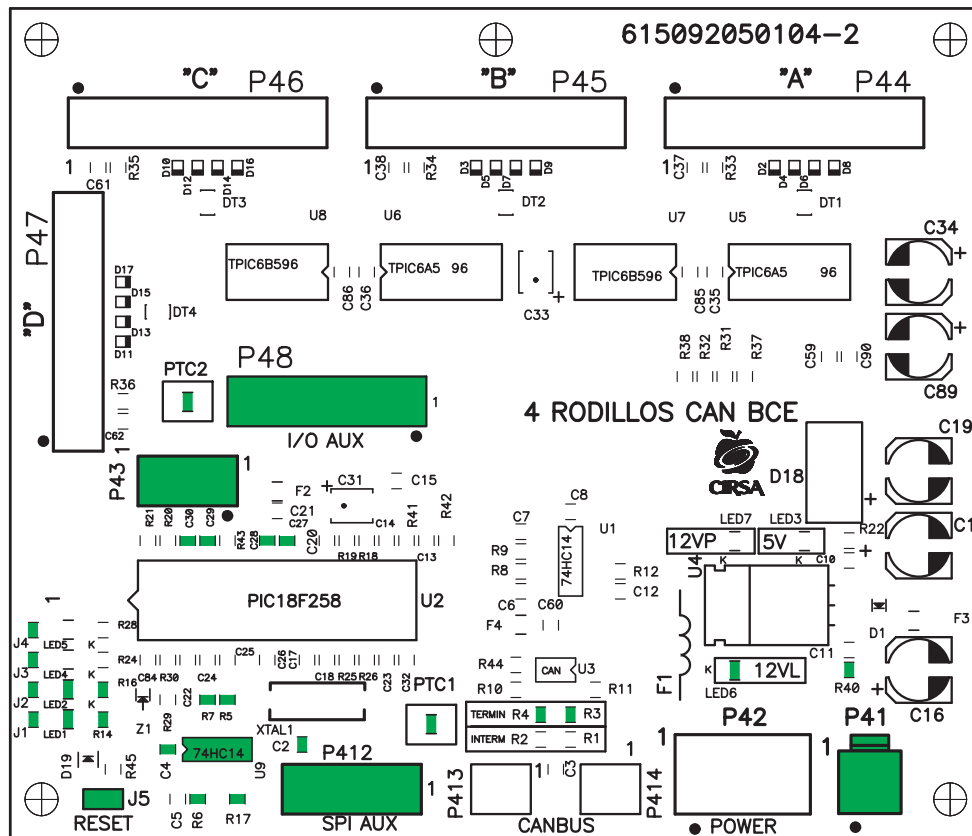 615092050104-2
"C" P46
"B" P45
"A" P44
1 R35 D10 D12 D14 D16
C38 R34 D3 D5 D7 D9
1 C37 R33 D2 D4 D6 D8
C61
DT3
DT2
DT1
U8 U6
U7 U5
P47
"D"
TPIC6B596
TPIC6A5 96
TPIC6B596
TPIC6A5 96
C34 +
D17
D15
D13
D11
DT4
C86 C36
C33 +
C85 C35
+
R38 R32 R31 R37
C59 C90
C89
P48
PTC2
1
I/O AUX
R36
C62
1
4 RODILLOS CAN BCE
CIRSA
D18
+
C19
P43
1
F2
C21
+ C31
C15
C14
R41 R42
C8
C7
U1
LED7 LED3
12VP 5V
R22
+
C1
R21 R20 C30 C29 R43 C28 C27 C20
R19 R18
C13
R9
R8
74HC14
R12
C12
U4
K K C10
PIC18F258
U2
C6 C60
F4
D1
F3
1
J4 LED5 K R28
J3 LED4 K
J2 LED2
J1 LED1 R14
R24 C84 R30 C24 C25 C26 C17 C18 R25 R26 C23 C32
R16
Z1 R29 C22 R7 R5
XTAL1
PTC1
R44
R10
CAN
U3
R11
F1
K 12VL
LED6
C11
R40
+
C16
TERMIN R4 R3
INTERM R2 R1
C2
P42
P41
D19
R45
C4
74HC14
U9
P412
1
P413
1
C3
1
P414
1
1
J5
RESET
C5 R6 R17
SPI AUX
CANBUS
POWER